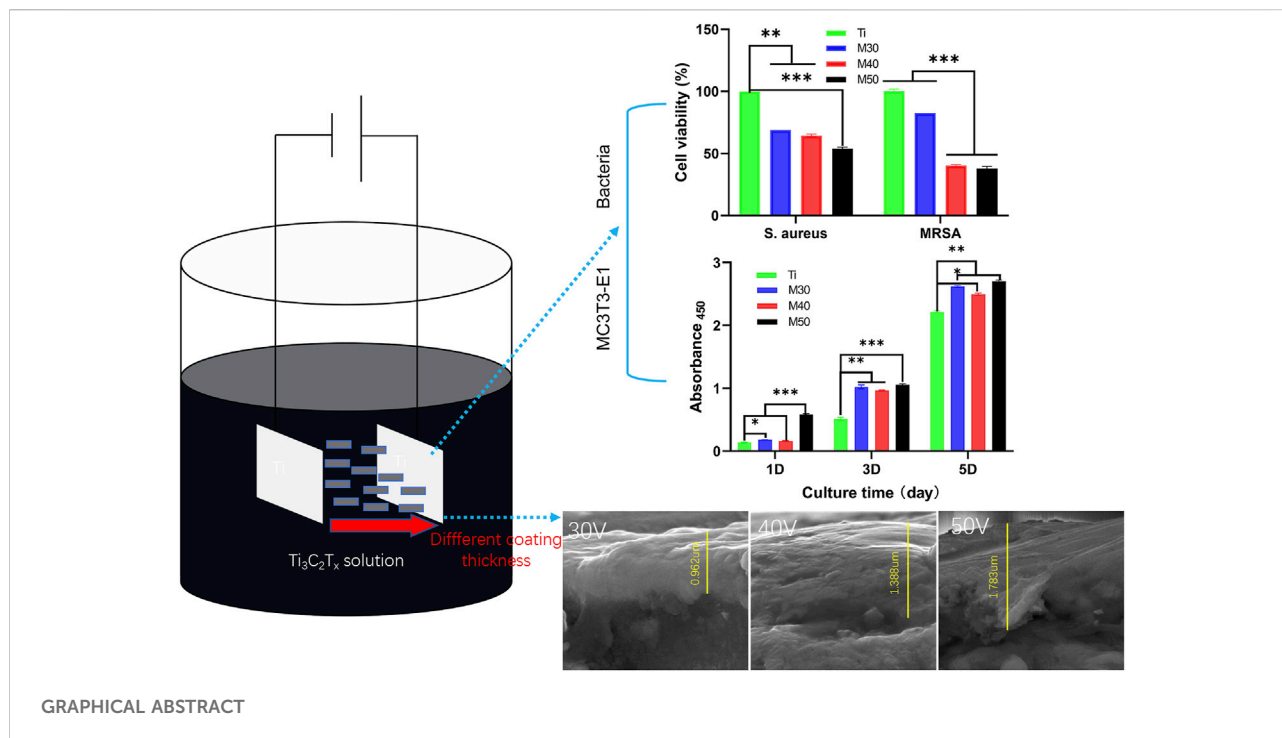 150
100
50
0
Cell viability (%)
Ti
M30
M40
M50
**
***
***
S. aureus
MRSA
Bacteria
MC3T3-E1
3
2
1
0
Absorbance 450
Ti
M30
M40
M50
*
***
**
***
**
*
1D
3D
5D
Culture time (day)
Ti
Ti
Ti3C2Tx solution
Diffferent coating
thickness
30V
0.962um
40V
1.388um
50V
1.783um
GRAPHICAL ABSTRACT